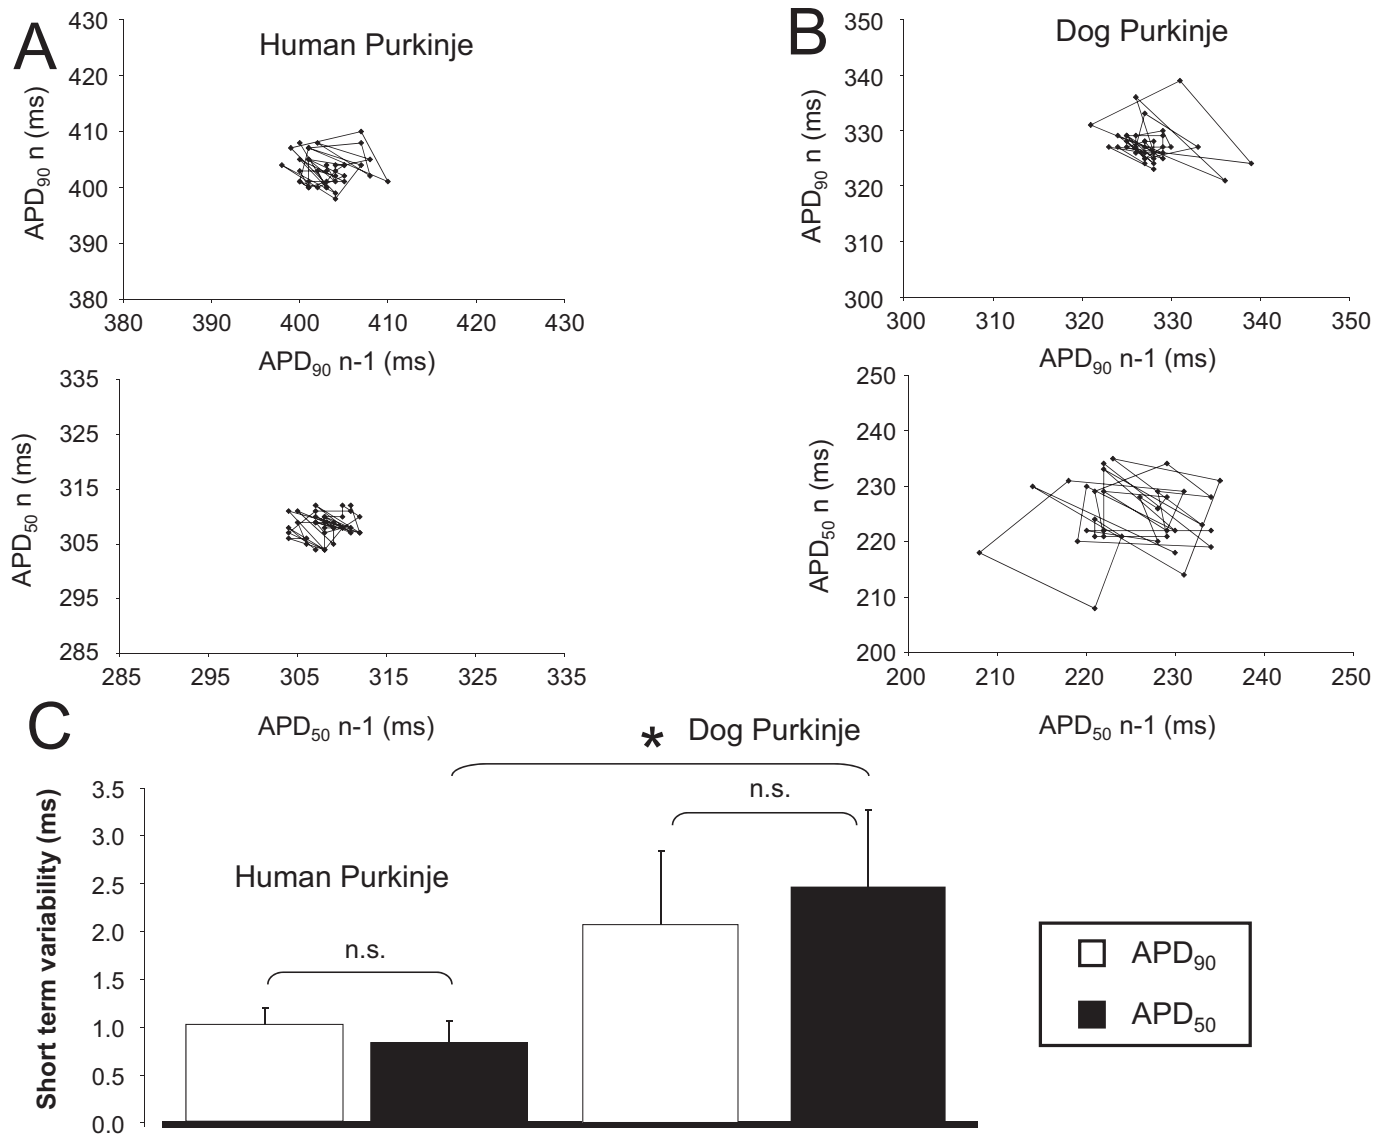 A
Human Purkinje
APD90 n (ms)
430
420
410
400
390
380
380 390 400 410 420 430
APD90 n-1 (ms)
B
Dog Purkinje
APD90 n (ms)
350
340
330
320
310
300
300 310 320 330 340 350
APD90 n-1 (ms)
APD50 n (ms)
335
325
315
305
295
285
285 295 305 315 325 335
APD50 n-1 (ms)
APD50 n (ms)
250
240
230
220
210
200
200 210 220 230 240 250
APD50 n-1 (ms)
C
* Dog Purkinje
n.s.
Human Purkinje
n.s.
Short term variability (ms)
3.5
3.0
2.5
2.0
1.5
1.0
0.5
0.0
APD90
APD50